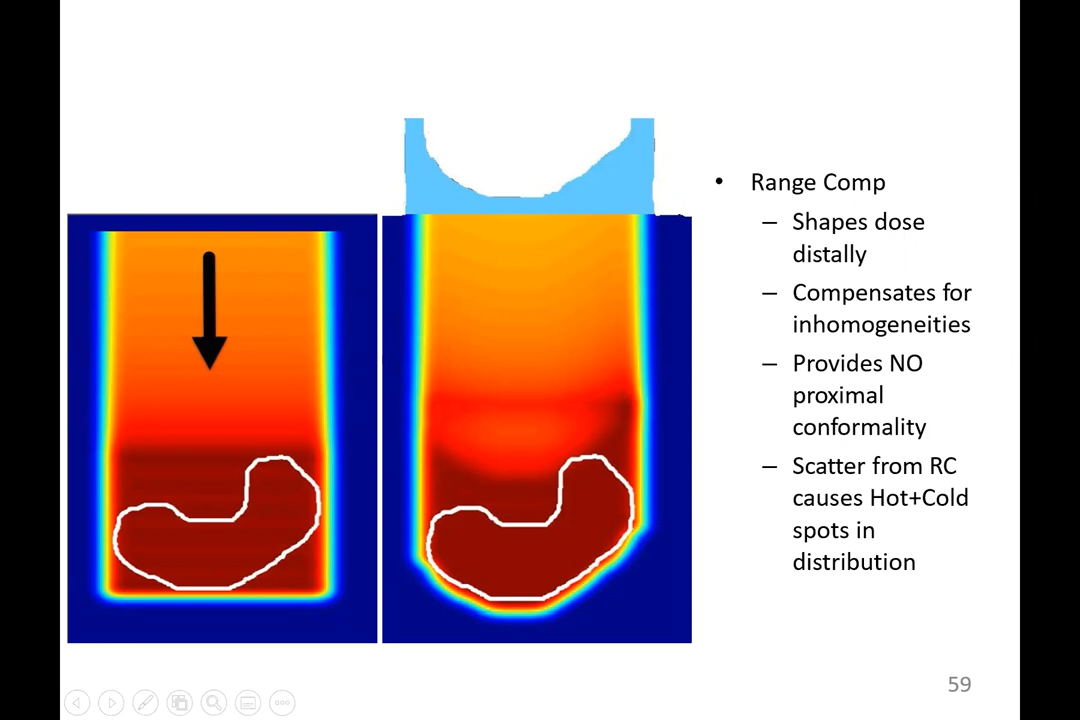 • Range Comp
– Shapes dose
distally
– Compensates for
inhomogeneities
– Provides NO
proximal
conformality
– Scatter from RC
causes Hot+Cold
spots in
distribution
59